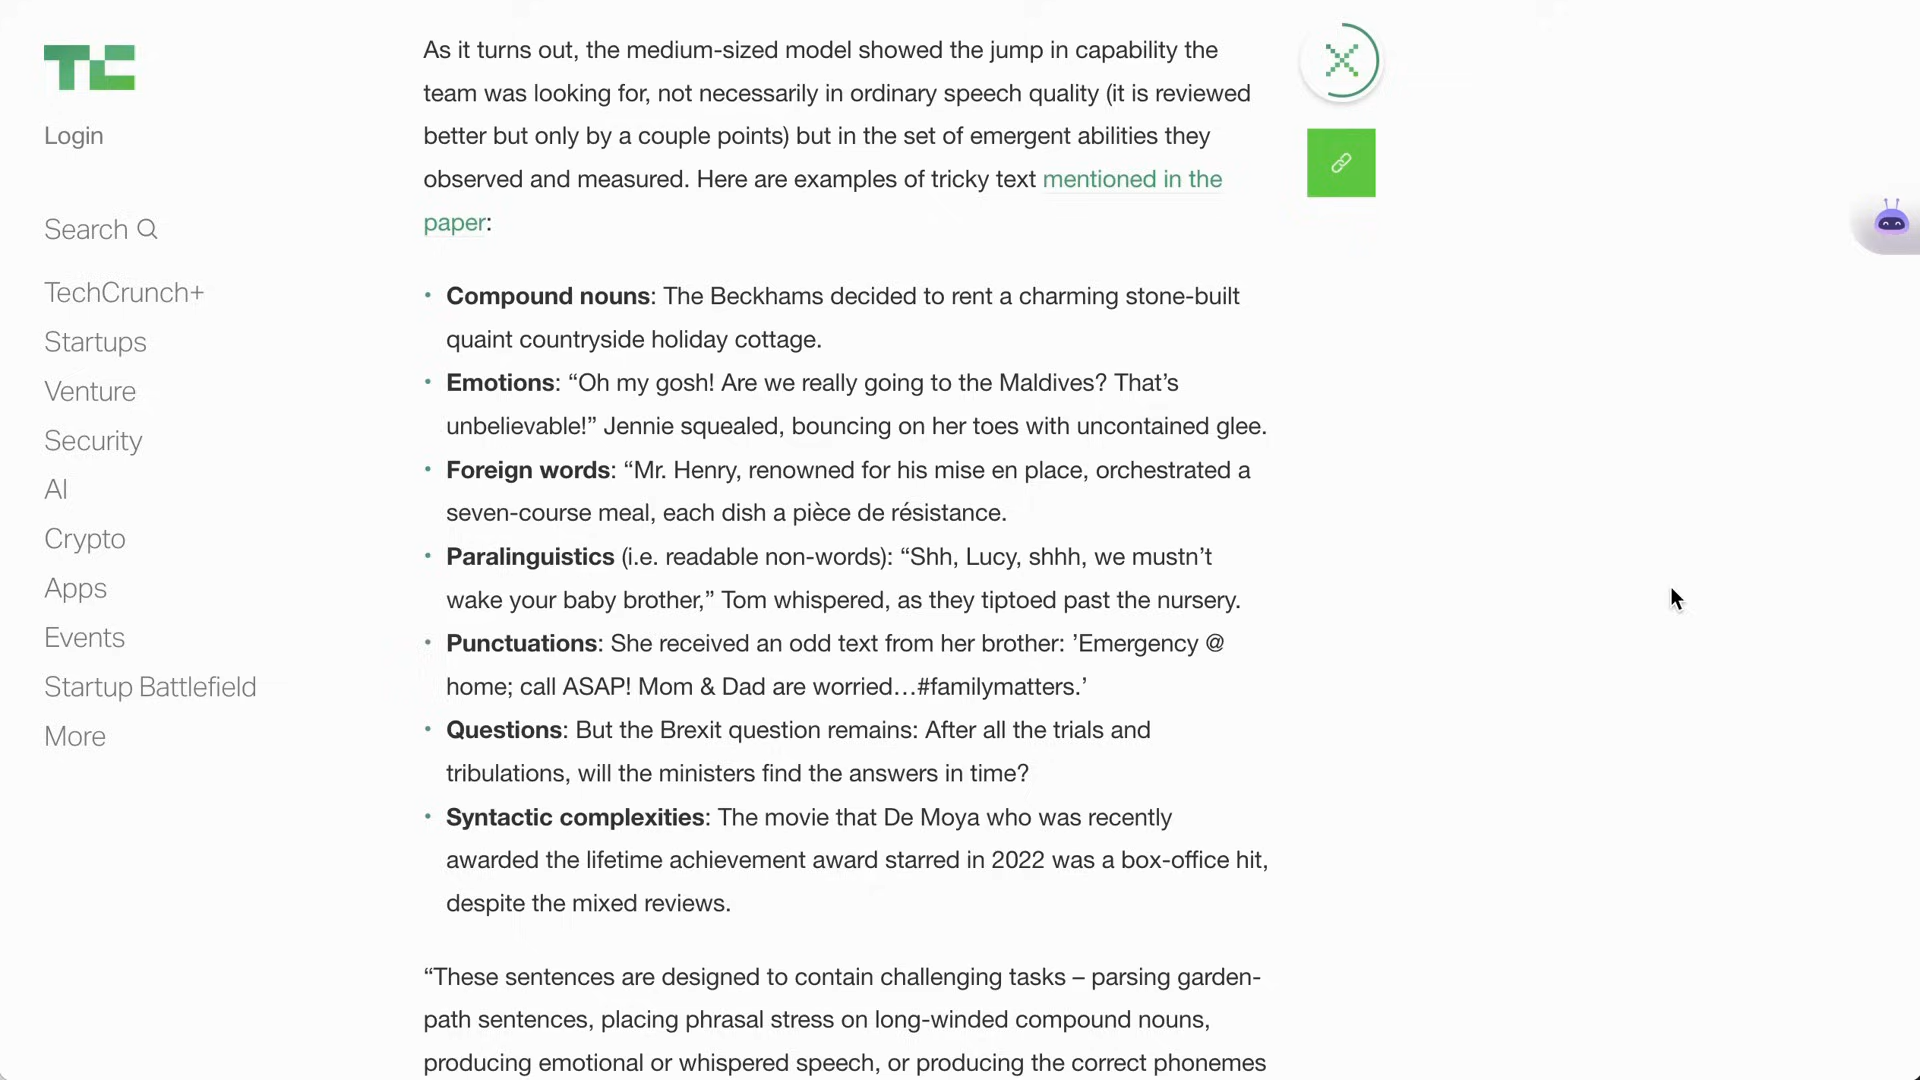 TC
Login
Search
TechCrunch+
Startups
Venture
Security
AI
Crypto
Apps
Events
Startup Battlefield
More
As it turns out, the medium-sized model showed the jump in capability the
team was looking for, not necessarily in ordinary speech quality (it is reviewed
better but only by a couple points) but in the set of emergent abilities they
observed and measured. Here are examples of tricky text mentioned in the
paper:
• Compound nouns: The Beckhams decided to rent a charming stone-built
quaint countryside holiday cottage.
• Emotions: “Oh my gosh! Are we really going to the Maldives? That’s
unbelievable!” Jennie squealed, bouncing on her toes with uncontained glee.
• Foreign words: “Mr. Henry, renowned for his mise en place, orchestrated a
seven-course meal, each dish a pièce de résistance.
• Paralinguistics (i.e. readable non-words): “Shh, Lucy, shhh, we mustn’t
wake your baby brother,” Tom whispered, as they tiptoed past the nursery.
• Punctuations: She received an odd text from her brother: ’Emergency @
home; call ASAP! Mom & Dad are worried…#familymatters.’
• Questions: But the Brexit question remains: After all the trials and
tribulations, will the ministers find the answers in time?
• Syntactic complexities: The movie that De Moya who was recently
awarded the lifetime achievement award starred in 2022 was a box-office hit,
despite the mixed reviews.
“These sentences are designed to contain challenging tasks – parsing garden-
path sentences, placing phrasal stress on long-winded compound nouns,
producing emotional or whispered speech, or producing the correct phonemes